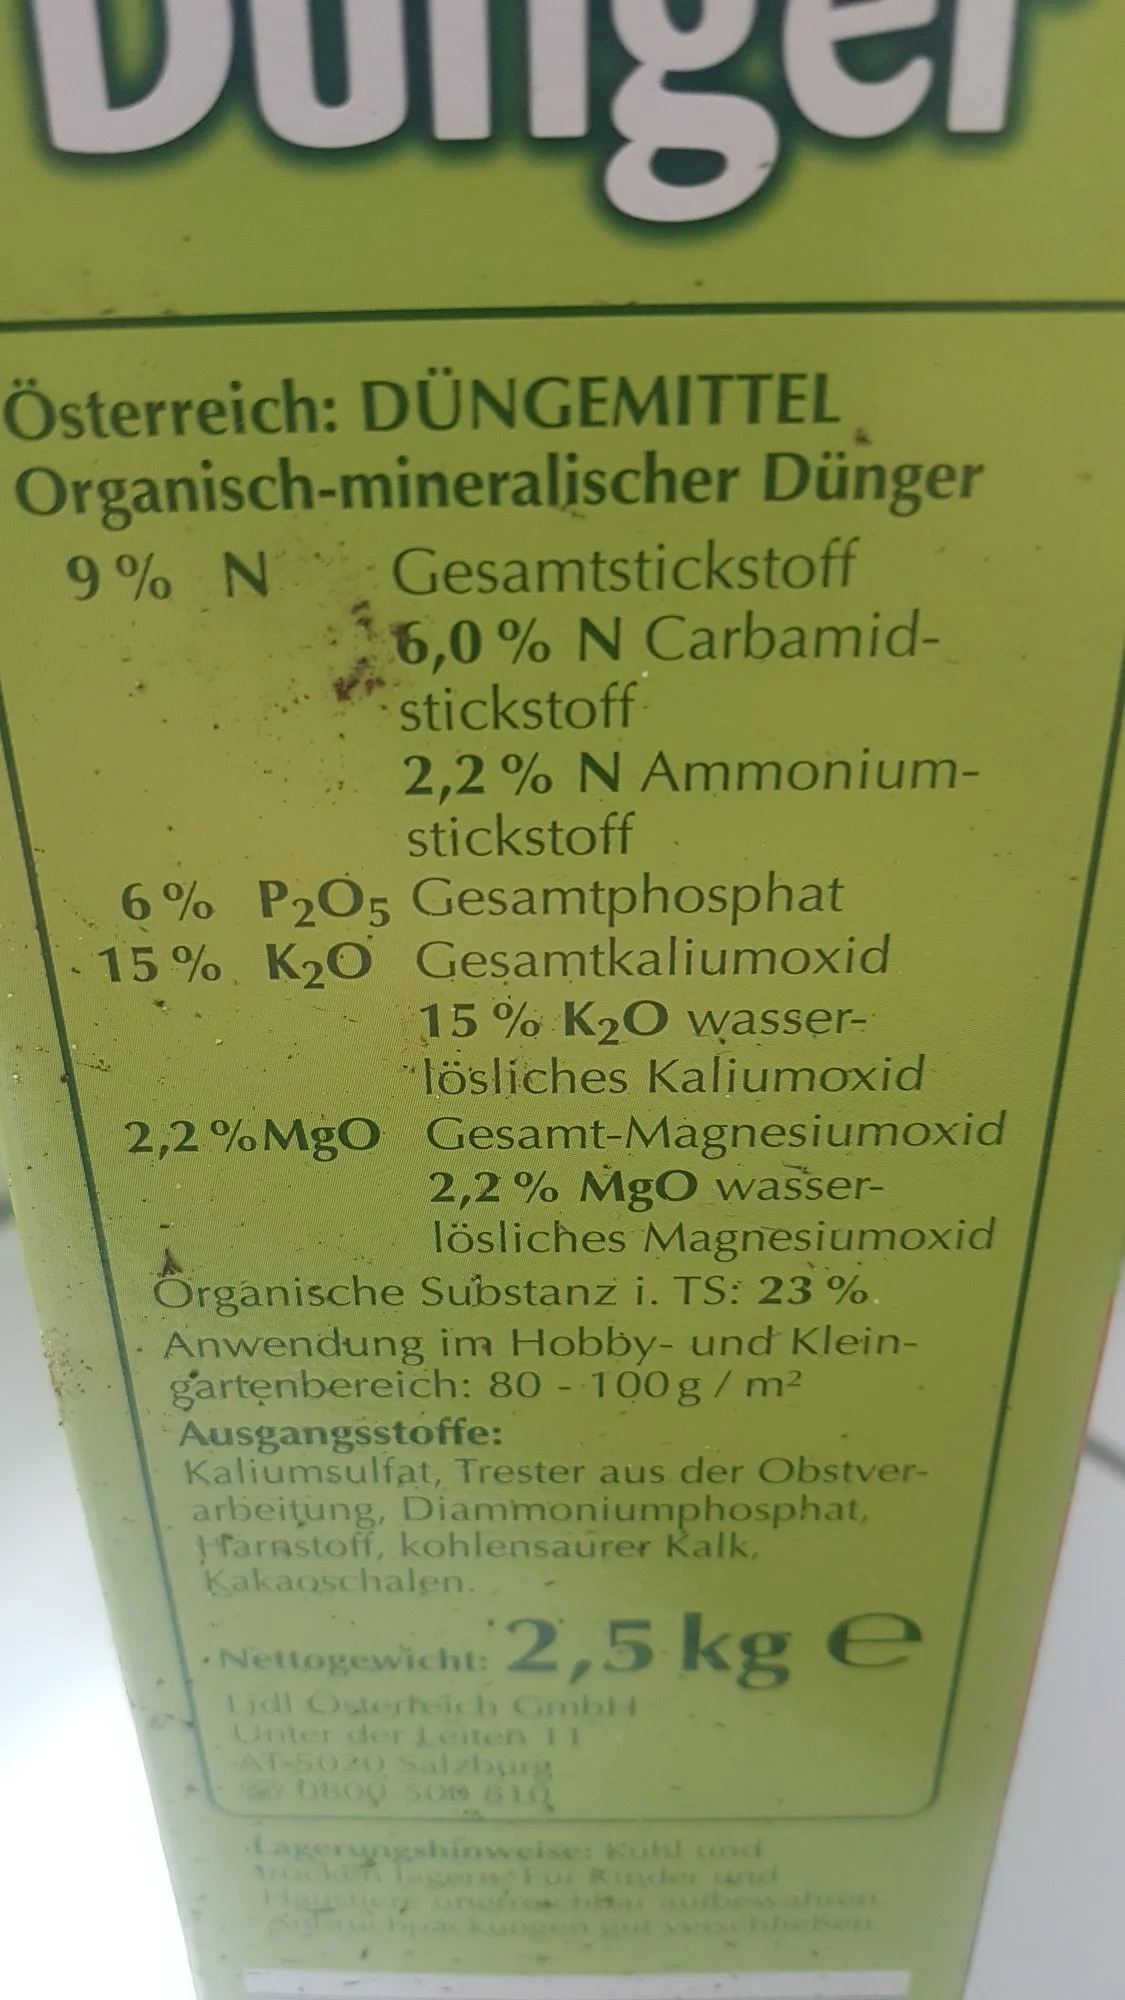 Dünger
Österreich: DÜNGEMITTEL
Organisch-mineralischer Dünger
9 % N Gesamtstickstoff
6,0 % N Carbamid-
stickstoff
2,2 % N Ammonium-
stickstoff
6 % P₂O₅ Gesamtphosphat
15 % K₂O Gesamtkaliumoxid
15 % K₂O wasser-
lösliches Kaliumoxid
2,2 % MgO Gesamt-Magnesiumoxid
2,2 % MgO wasser-
lösliches Magnesiumoxid
Organische Substanz i. TS: 23 %.
Anwendung im Hobby- und Klein-
gartenbereich: 80 - 100 g / m²
Ausgangsstoffe:
Kaliumsulfat, Trester aus der Obstver-
arbeitung, Diammoniumphosphat,
Harnstoff, kohlensaurer Kalk,
Kakaoschalen.
Nettogewicht: 2,5 kg e
Lidl Österreich GmbH
Unter der Leiten 11
AT-5020 Salzburg
0800 500 810
Lagerungshinweise: Kühl und
trocken lagern. Für Kinder und
Haustiere unerreichbar aufbewahren.
gut verschließen.